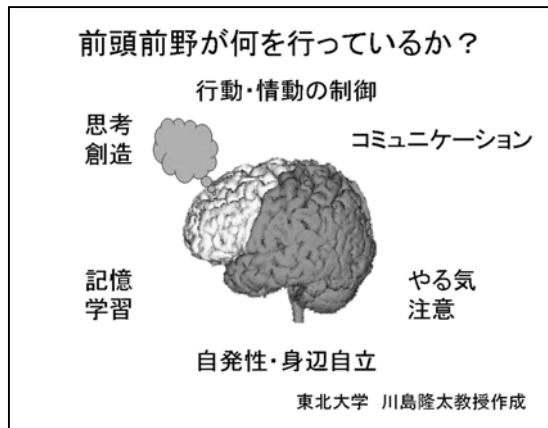 前頭前野が何を行っているか？
行動・情動の制御
思考
創造
コミュニケーション
記憶
学習
やる気
注意
自発性・身辺自立
東北大学 川島隆太教授作成